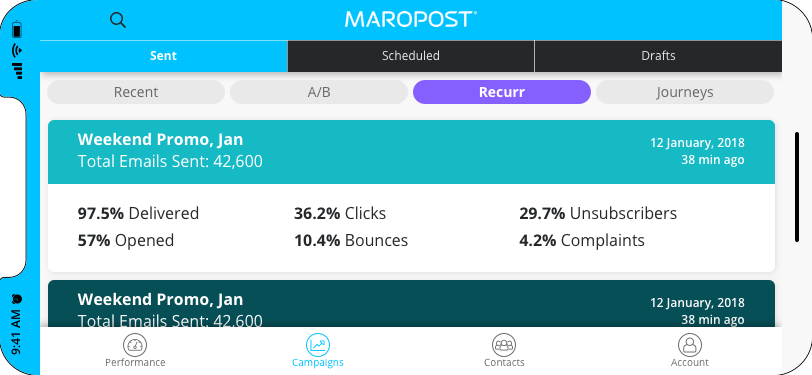 9:41 AM
MAROPOST
Sent
Scheduled
Drafts
Recent
A/B
Recurr
Journeys
Weekend Promo, Jan
12 January, 2018
Total Emails Sent: 42,600
38 min ago
97.5% Delivered
36.2% Clicks
29.7% Unsubscribers
57% Opened
10.4% Bounces
4.2% Complaints
Weekend Promo, Jan
12 January, 2018
Total Emails Sent: 42,600
38 min ago
Performance
Campaigns
Contacts
Account